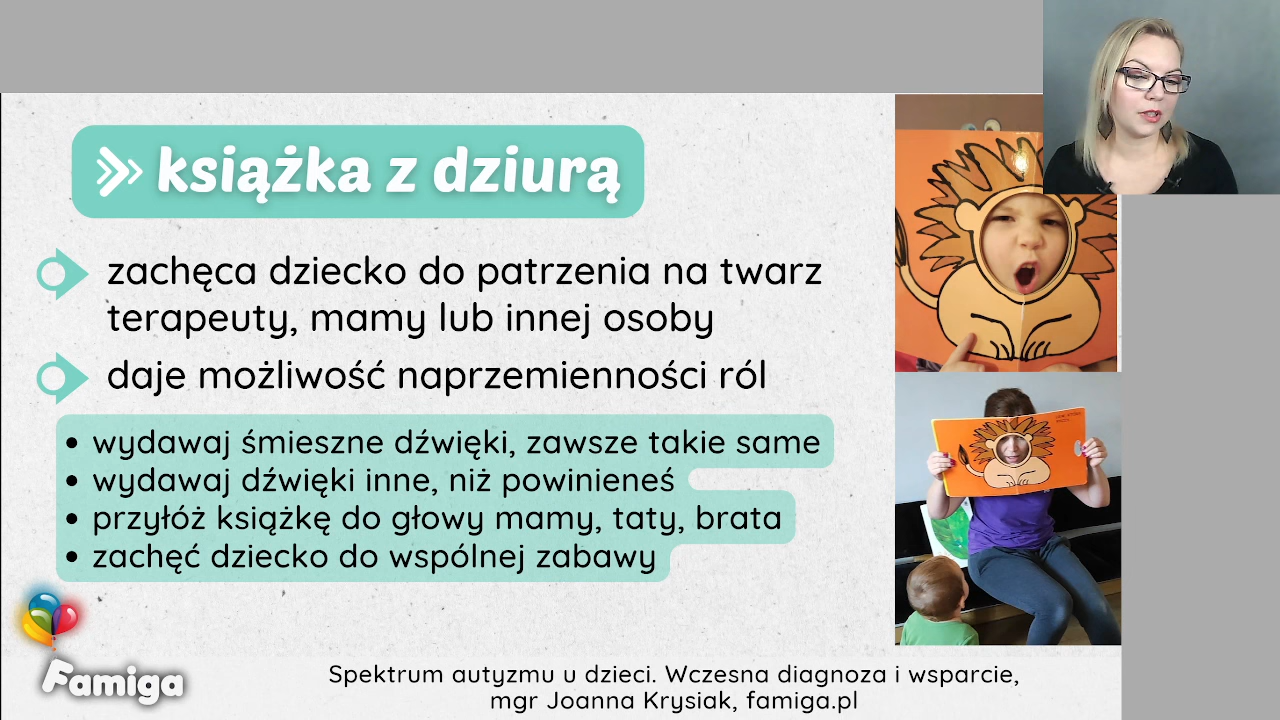 książka z dziurą
zachęca dziecko do patrzenia na twarz
terapeuty, mamy lub innej osoby
daje możliwość naprzemienności ról
• wydawaj śmieszne dźwięki, zawsze takie same
• wydawaj dźwięki inne, niż powinieneś
• przyłóż książkę do głowy mamy, taty, brata
• zachęć dziecko do wspólnej zabawy
Famiga
Spektrum autyzmu u dzieci. Wczesna diagnoza i wsparcie,
mgr Joanna Krysiak, famiga.pl